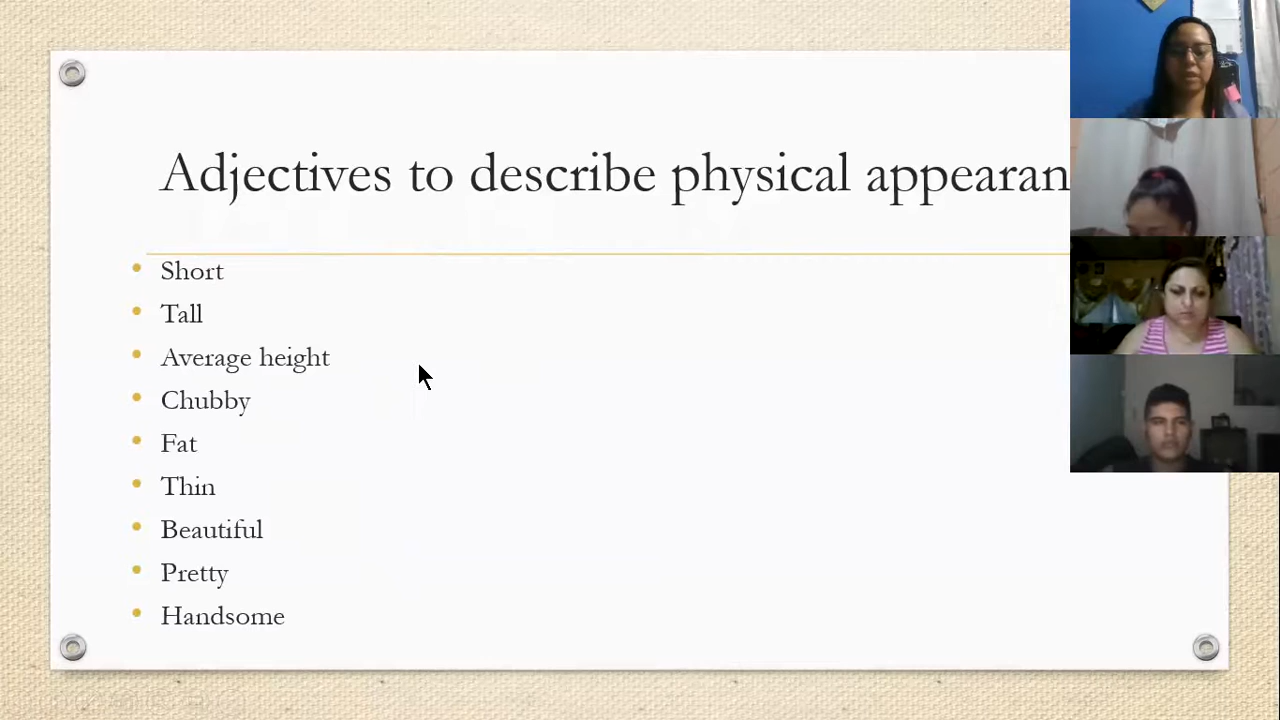 Adjectives to describe physical appearan
Short
Tall
Average height
Chubby
Fat
Thin
Beautiful
Pretty
Handsome